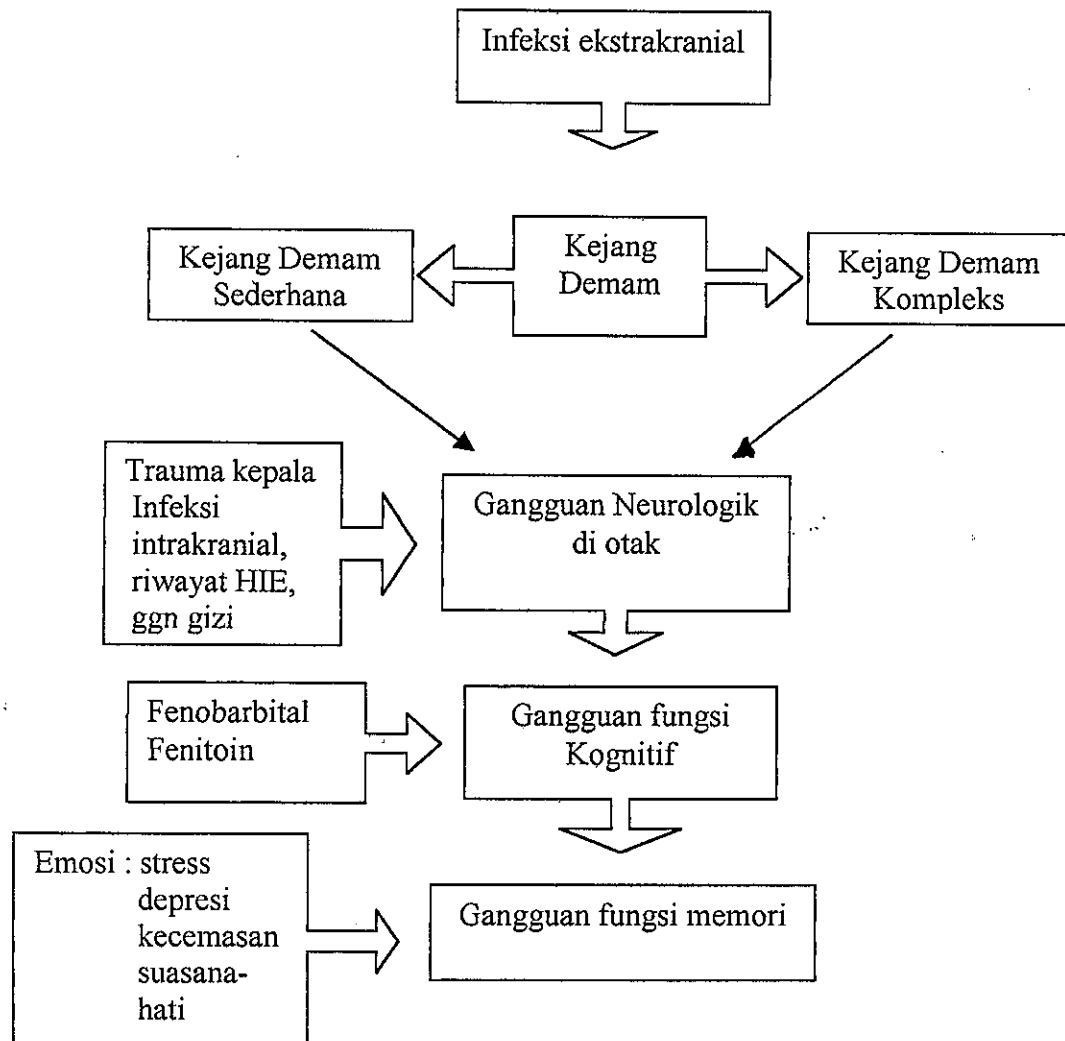 Infeksi ekstrakranial
Kejang Demam
Sederhana
Kejang
Demam
Kejang Demam
Kompleks
Trauma kepala
Infeksi
intrakranial,
riwayat HIE,
ggn gizi
Gangguan Neurologik
di otak
Fenobarbital
Fenitoin
Gangguan fungsi
Kognitif
Emosi : stress
depresi
kecemasan
suasana-
hati
Gangguan fungsi memori